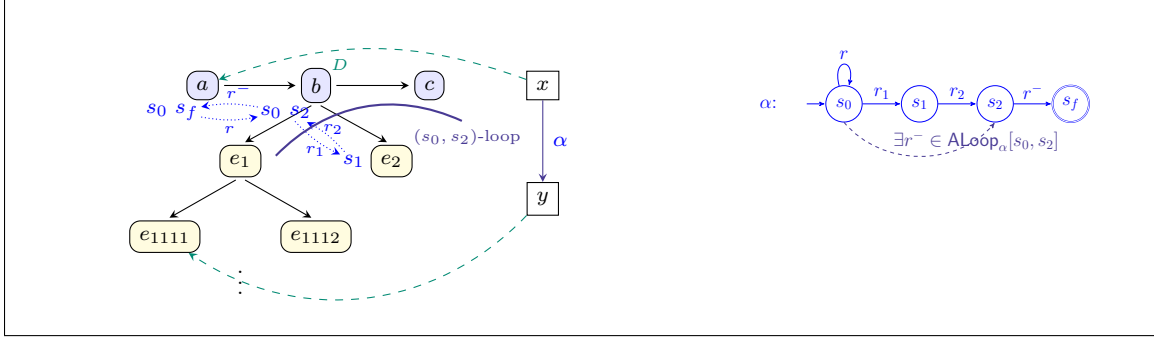 D
a b c x
r⁻
s₀ s_f s₀ s₂
r r₂
(s₀, s₂)-loop
r₁ s₁ α
e₁ e₂
y
e₁₁₁₁ e₁₁₁₂
⋮
r
α: s₀ r₁ s₁ r₂ s₂ r⁻ s_f
∃r⁻ ∈ ALoop_α[s₀, s₂]